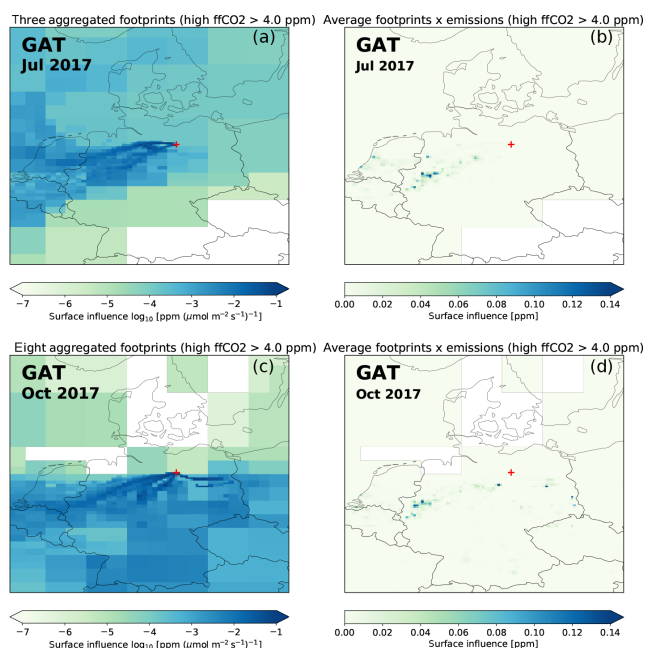 Three aggregated footprints (high ffCO2 > 4.0 ppm)
Average footprints x emissions (high ffCO2 > 4.0 ppm)
GAT
Jul 2017
(a)
GAT
Jul 2017
(b)
−7 −6 −5 −4 −3 −2 −1
Surface influence log10 [ppm (μmol m−2 s−1)−1]
0.00 0.02 0.04 0.06 0.08 0.10 0.12 0.14
Surface influence [ppm]
Eight aggregated footprints (high ffCO2 > 4.0 ppm)
Average footprints x emissions (high ffCO2 > 4.0 ppm)
GAT
Oct 2017
(c)
GAT
Oct 2017
(d)
−7 −6 −5 −4 −3 −2 −1
Surface influence log10 [ppm (μmol m−2 s−1)−1]
0.00 0.02 0.04 0.06 0.08 0.10 0.12 0.14
Surface influence [ppm]